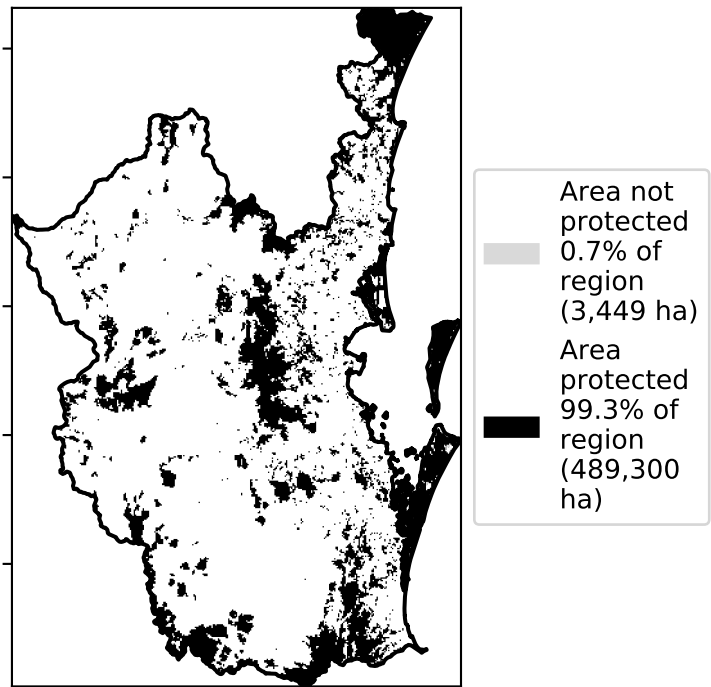 Area not
protected
0.7% of
region
(3,449 ha)
Area
protected
99.3% of
region
(489,300
ha)